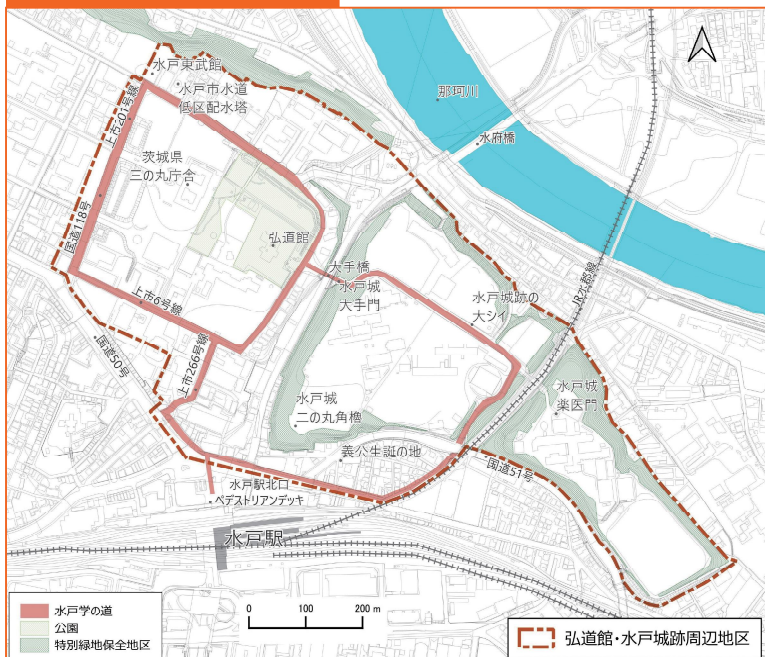 水戸東武館
水戸市水道
低区配水塔
上市201号線
茨城県
三の丸庁舎
那珂川
水府橋
国道118号
弘道館
大手橋
水戸城
大手門
水戸城跡の
大シイ
JR水郡線
上市6号線
国道50号
上市266号線
水戸城
二の丸角櫓
水戸城
楽医門
義公生誕の地
国道51号
水戸駅北口
ペデストリアンデッキ
水戸駅
水戸学の道
公園
特別緑地保全地区
0 100 200 m
弘道館・水戸城跡周辺地区